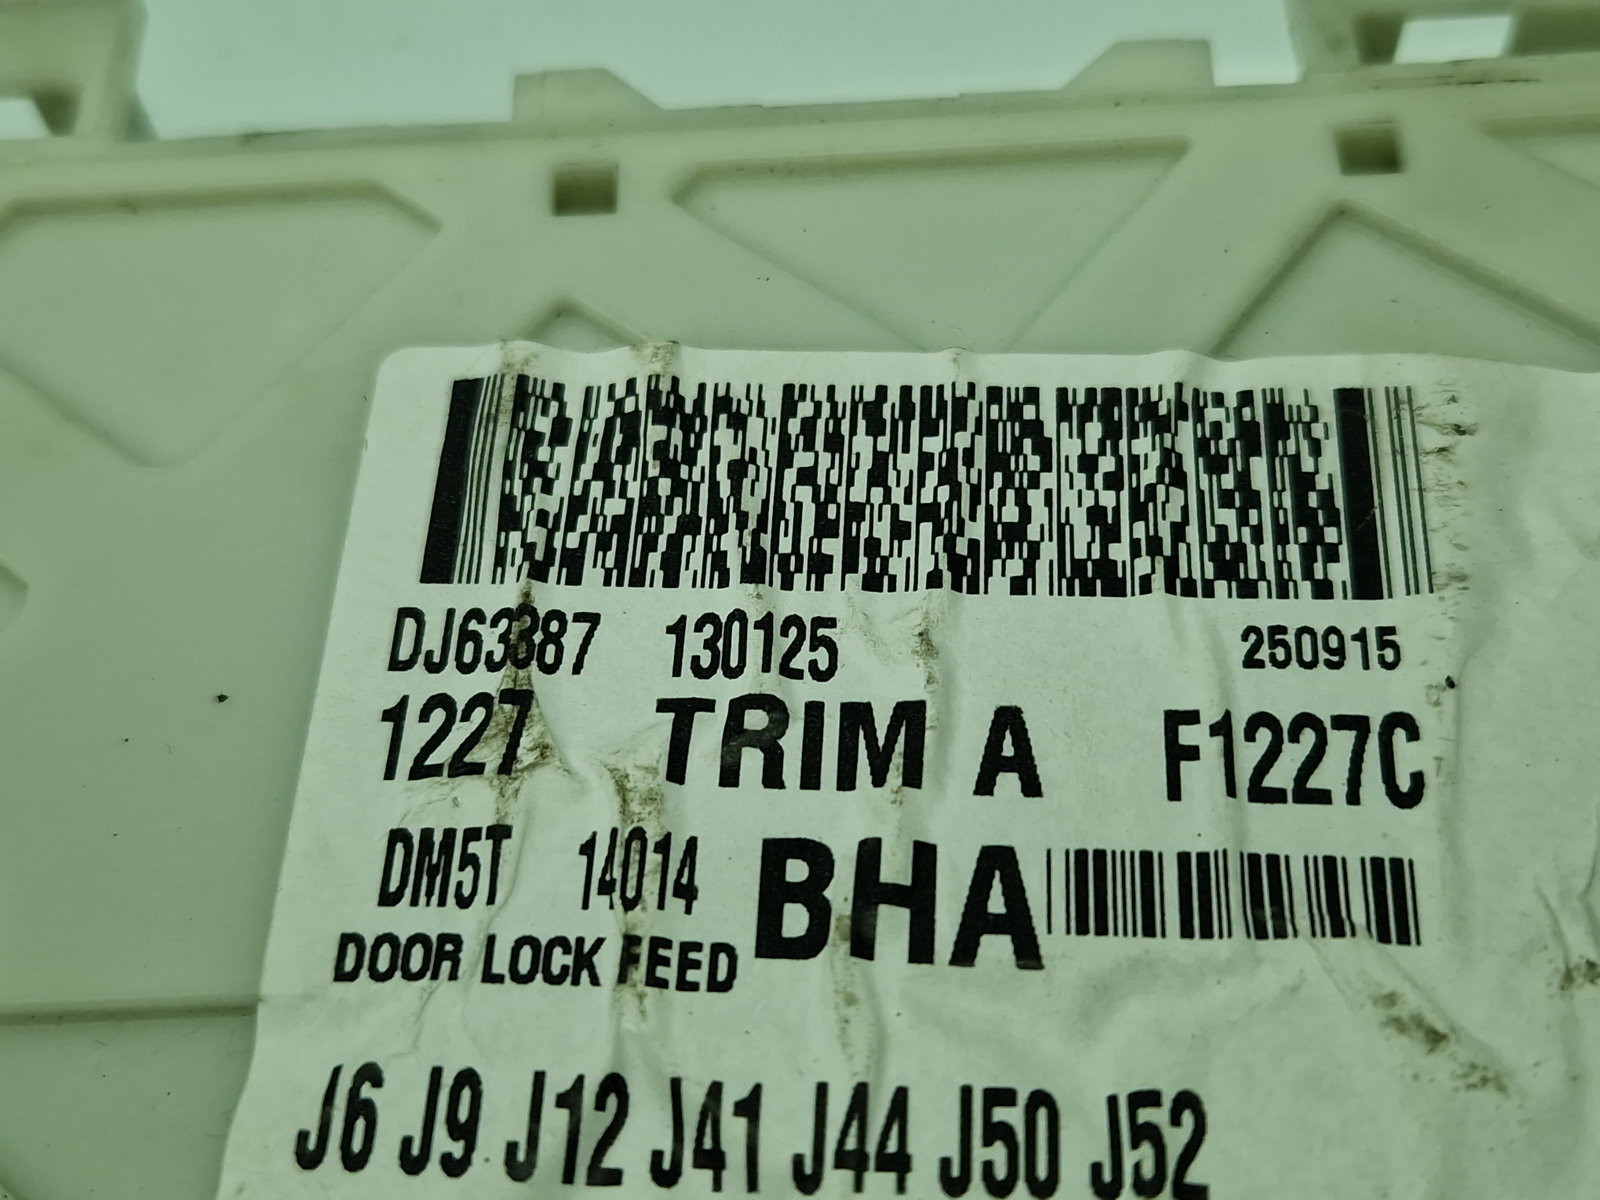 DJ63387 130125 250915
1227 TRIM A F1227C
DM5T 14014 BHA
DOOR LOCK FEED
J6 J9 J12 J41 J44 J50 J52